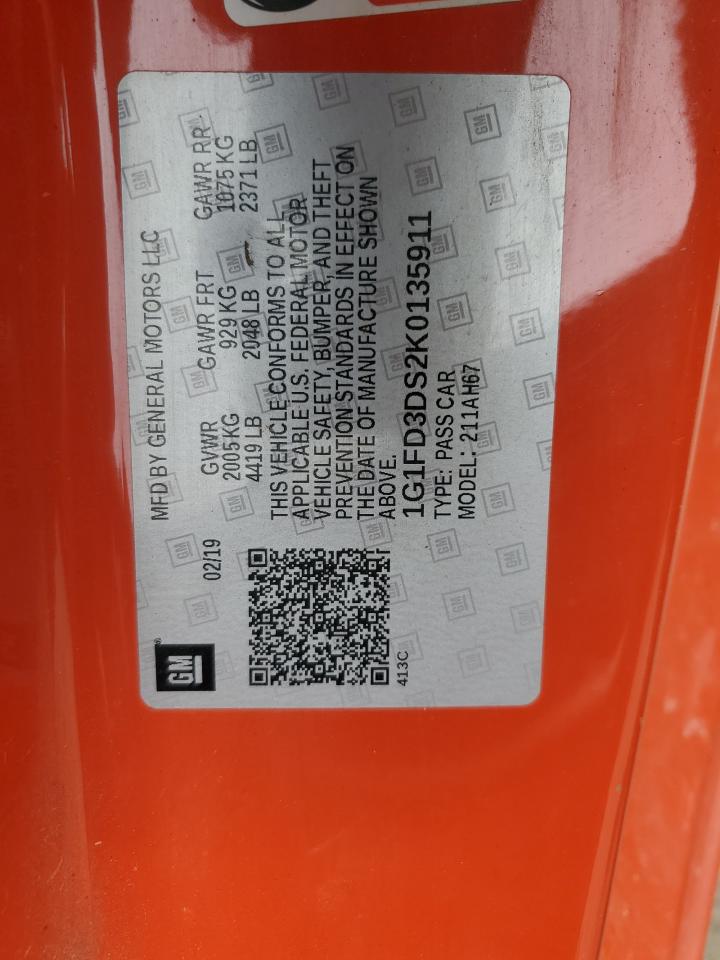 MFD BY GENERAL MOTORS LLC
02/19
GVWR GAWR FRT GAWR RR
2005 KG 929 KG 1075 KG
4419 LB 2048 LB 2371 LB
THIS VEHICLE CONFORMS TO ALL
APPLICABLE U.S. FEDERAL MOTOR
VEHICLE SAFETY, BUMPER, AND THEFT
PREVENTION STANDARDS IN EFFECT ON
THE DATE OF MANUFACTURE SHOWN
ABOVE.
1G1FD3DS2K0135911
TYPE: PASS CAR
MODEL: 211AH67
GM
413C